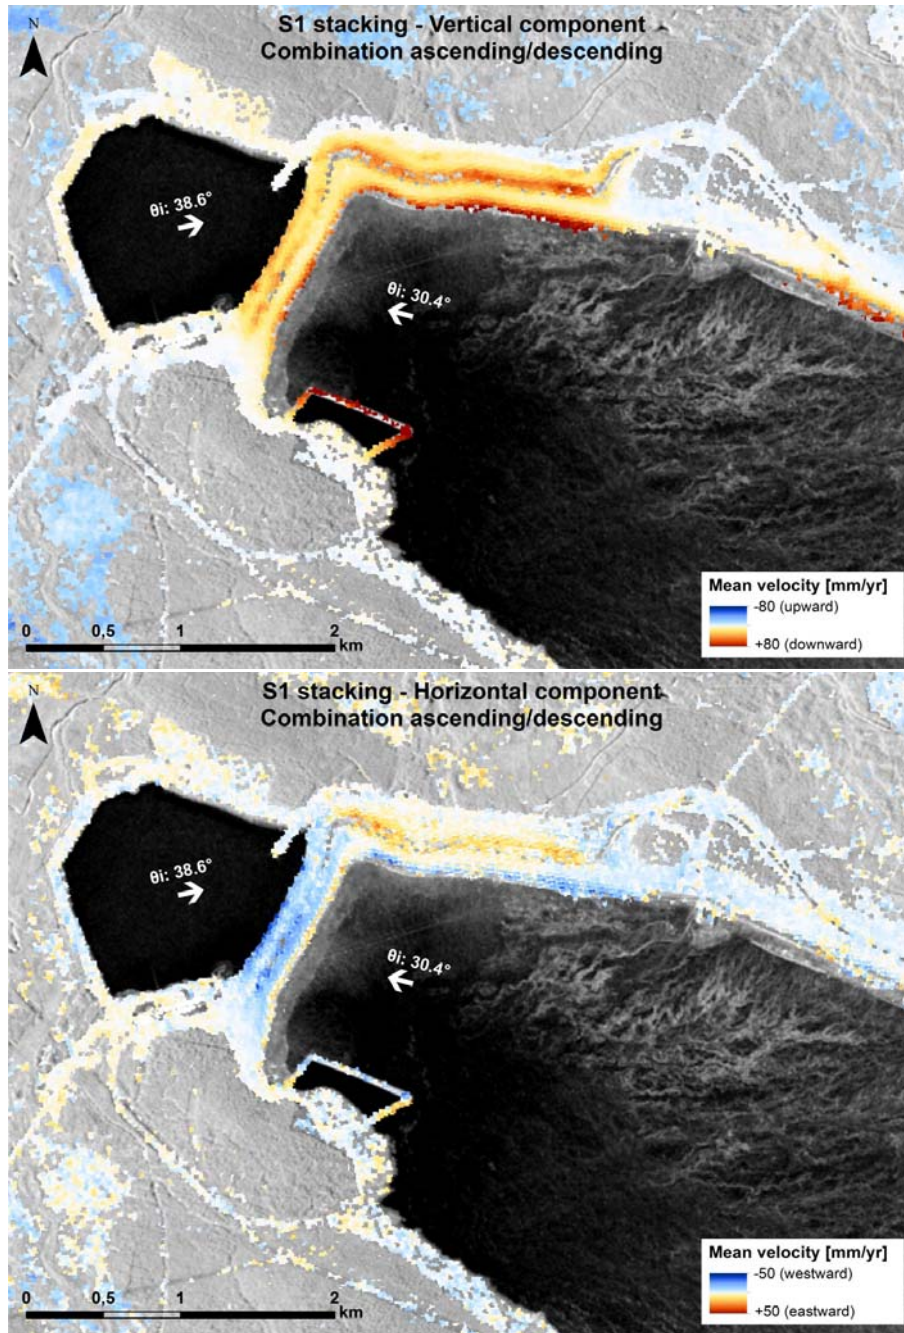 S1 stacking - Vertical component
Combination ascending/descending
N
θi: 38.6°
θi: 30.4°
Mean velocity [mm/yr]
-80 (upward)
+80 (downward)
0 0,5 1 2
km
S1 stacking - Horizontal component
Combination ascending/descending
N
θi: 38.6°
θi: 30.4°
Mean velocity [mm/yr]
-50 (westward)
+50 (eastward)
0 0,5 1 2
km